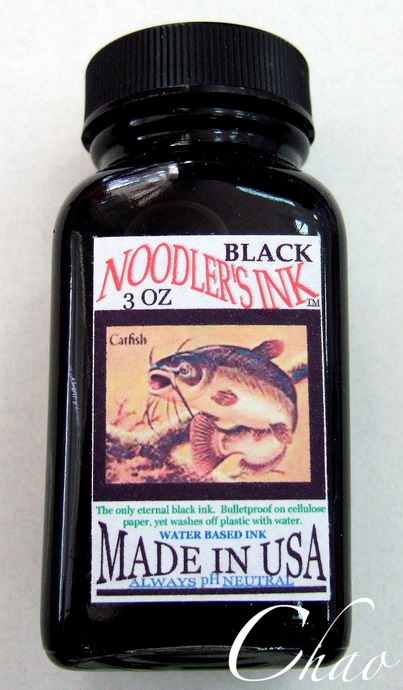 BLACK
NOODLER'S INK TM
3 OZ
Catfish
The only eternal black ink. Bulletproof on cellulose
paper, yet washes off plastic with water.
WATER BASED INK
MADE IN USA
ALWAYS pH NEUTRAL
Chao